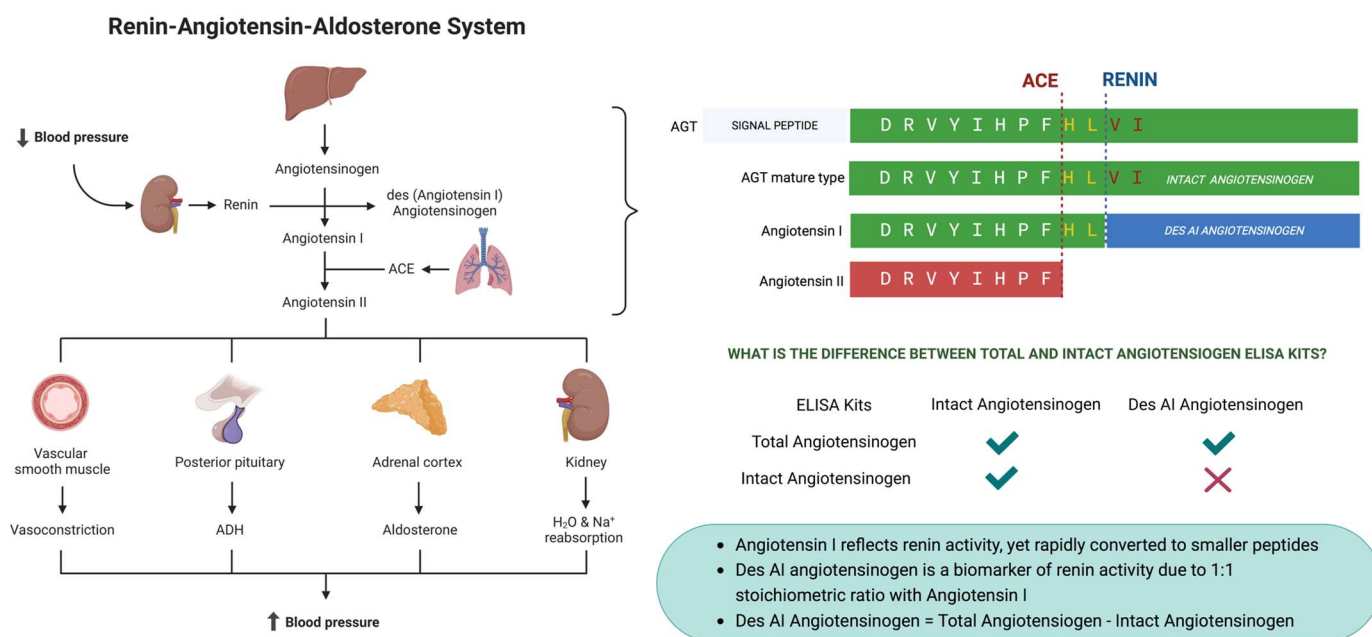 Renin-Angiotensin-Aldosterone System
Blood pressure
Angiotensinogen
Renin
des (Angiotensin I)
Angiotensinogen
Angiotensin I
ACE
Angiotensin II
Vascular
smooth muscle
Posterior pituitary
Adrenal cortex
Kidney
Vasoconstriction
ADH
Aldosterone
H₂O & Na⁺
reabsorption
Blood pressure
ACE
RENIN
AGT
SIGNAL PEPTIDE
D R V Y I H P F H L V I
AGT mature type
D R V Y I H P F H L V I
INTACT ANGIOTENSINOGEN
Angiotensin I
D R V Y I H P F H L
DES AI ANGIOTENSINOGEN
Angiotensin II
D R V Y I H P F
WHAT IS THE DIFFERENCE BETWEEN TOTAL AND INTACT ANGIOTENSIOGEN ELISA KITS?
ELISA Kits
Intact Angiotensinogen
Des AI Angiotensinogen
Total Angiotensinogen
Intact Angiotensinogen
• Angiotensin I reflects renin activity, yet rapidly converted to smaller peptides
• Des AI angiotensinogen is a biomarker of renin activity due to 1:1
stoichiometric ratio with Angiotensin I
• Des AI Angiotensinogen = Total Angiotensiogen - Intact Angiotensinogen